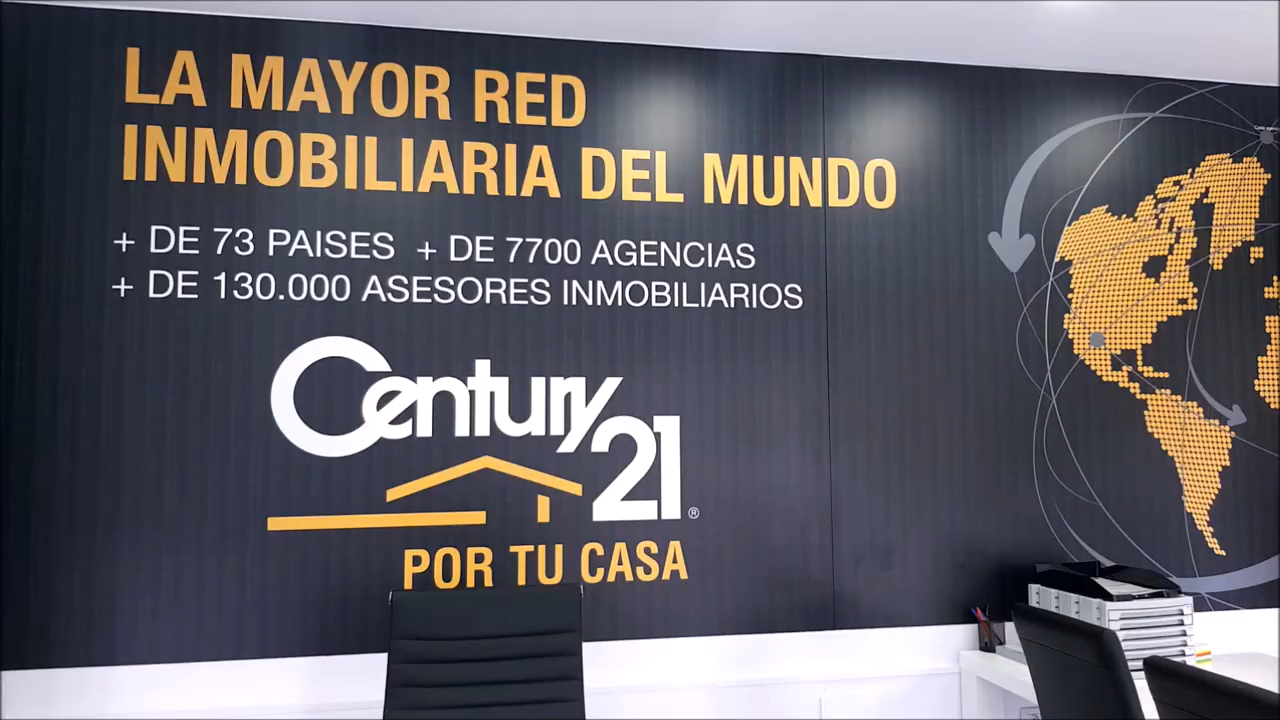 LA MAYOR RED
INMOBILIARIA DEL MUNDO
+ DE 73 PAISES + DE 7700 AGENCIAS
+ DE 130.000 ASESORES INMOBILIARIOS
Century
21®
POR TU CASA